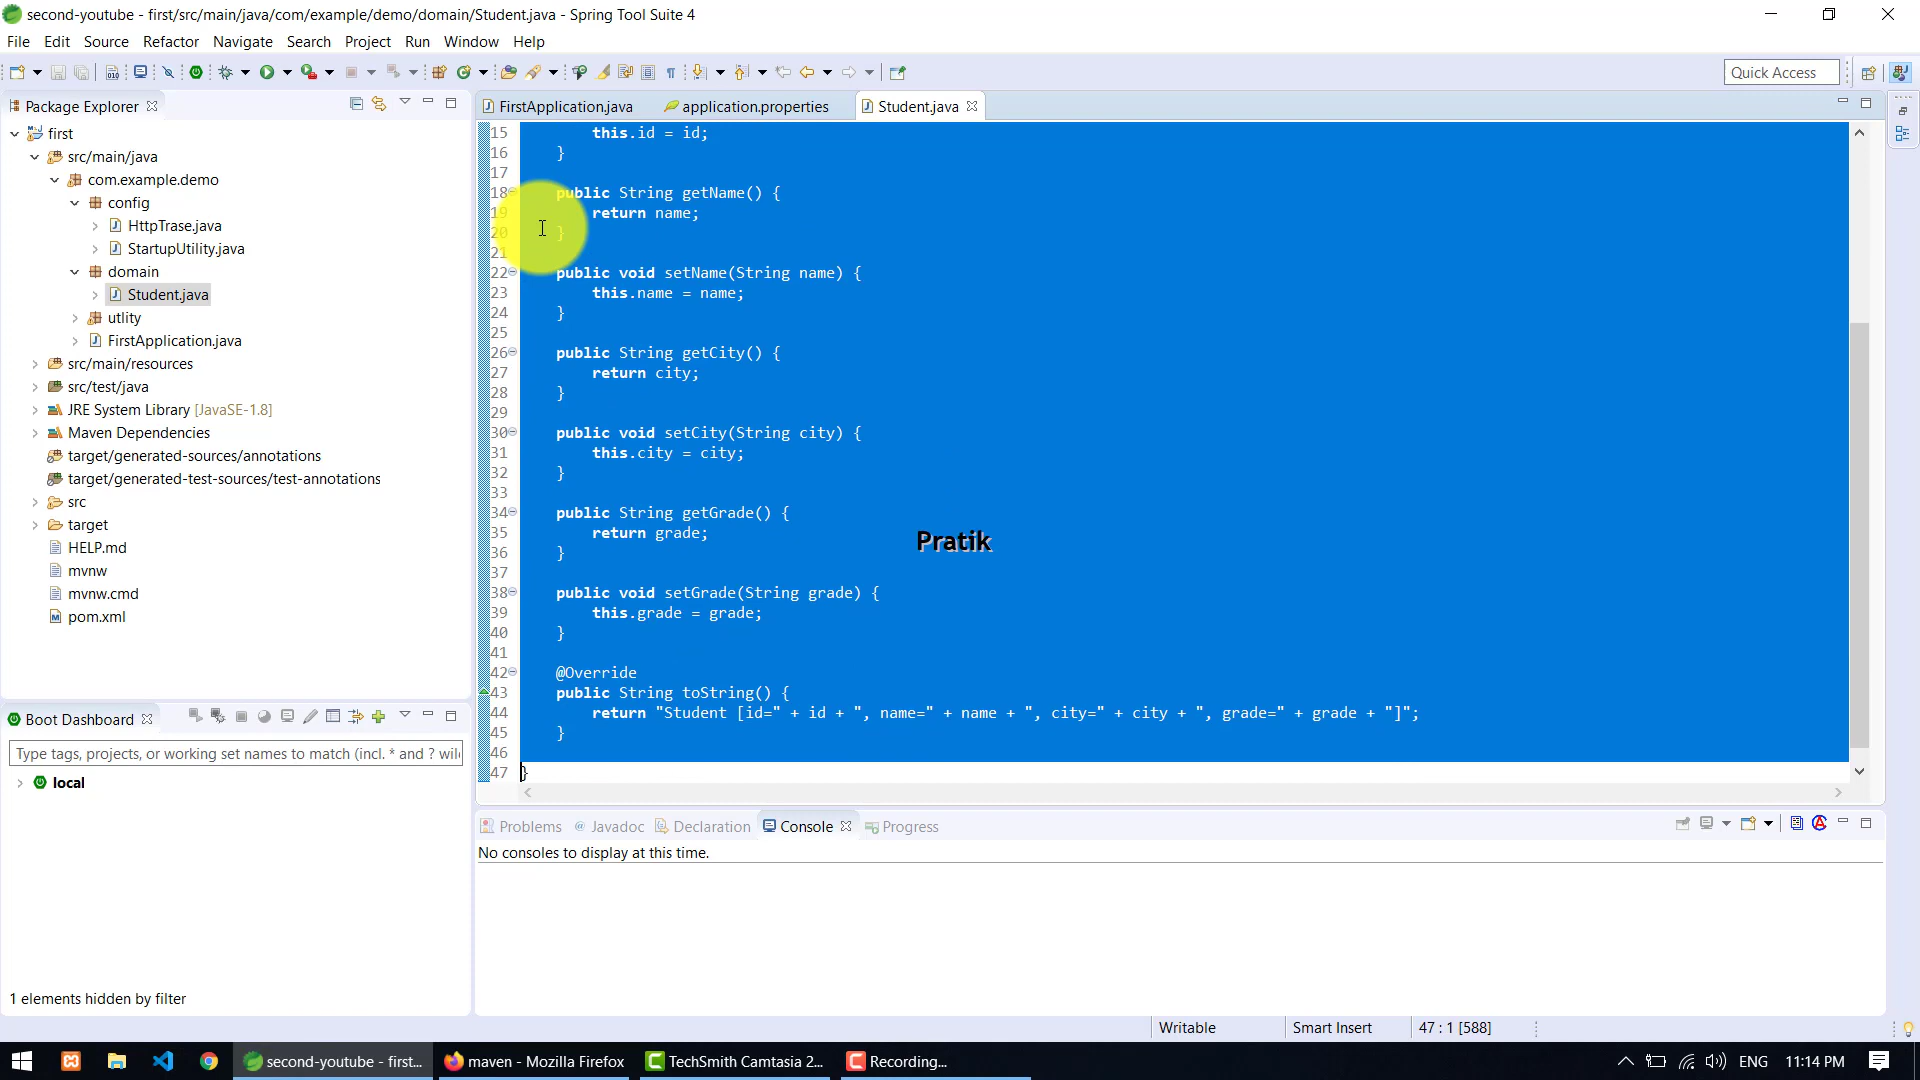 second-youtube - first/src/main/java/com/example/demo/domain/Student.java - Spring Tool Suite 4
File Edit Source Refactor Navigate Search Project Run Window Help
Quick Access
Package Explorer
first
src/main/java
com.example.demo
config
HttpTrase.java
StartupUtility.java
domain
Student.java
utlity
FirstApplication.java
src/main/resources
src/test/java
JRE System Library [JavaSE-1.8]
Maven Dependencies
target/generated-sources/annotations
target/generated-test-sources/test-annotations
src
target
HELP.md
mvnw
mvnw.cmd
pom.xml
Boot Dashboard
Type tags, projects, or working set names to match (incl. * and ? wil
local
1 elements hidden by filter
FirstApplication.java application.properties Student.java
15 this.id = id;
16 }
17
18 public String getName() {
19 return name;
20 }
21
22 public void setName(String name) {
23 this.name = name;
24 }
25
26 public String getCity() {
27 return city;
28 }
29
30 public void setCity(String city) {
31 this.city = city;
32 }
33
34 public String getGrade() {
35 return grade;
36 }
37
38 public void setGrade(String grade) {
39 this.grade = grade;
40 }
41
42 @Override
43 public String toString() {
44 return "Student [id=" + id + ", name=" + name + ", city=" + city + ", grade=" + grade + "]";
45 }
46
47 }
Pratik
Problems Javadoc Declaration Console Progress
No consoles to display at this time.
Writable Smart Insert 47 : 1 [588]
second-youtube - first... maven - Mozilla Firefox TechSmith Camtasia 2... Recording... ENG 11:14 PM